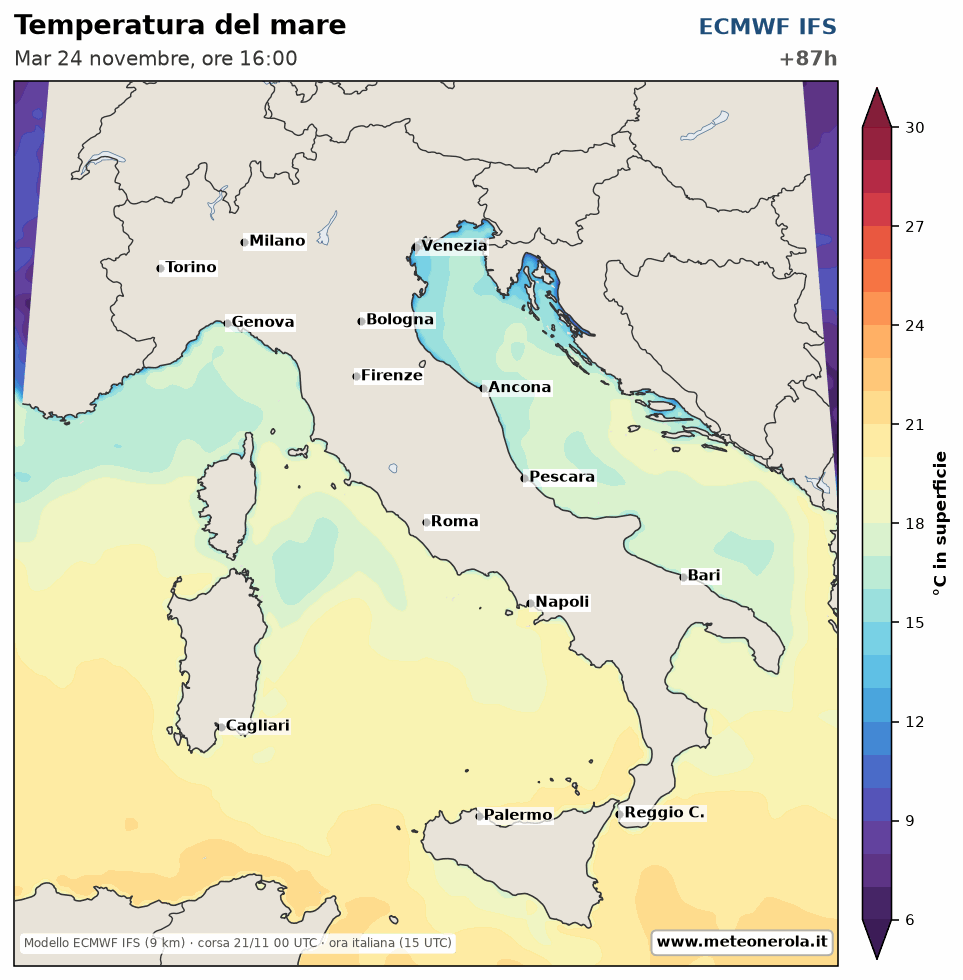 Temperatura del mare
ECMWF IFS
Mar 24 novembre, ore 16:00
+87h
Milano
Venezia
Torino
Genova
Bologna
Firenze
Ancona
Pescara
Roma
Bari
Napoli
Cagliari
Palermo
Reggio C.
30
27
24
21
18
15
12
9
6
°C in superficie
Modello ECMWF IFS (9 km) · corsa 21/11 00 UTC · ora italiana (15 UTC)
www.meteonerola.it